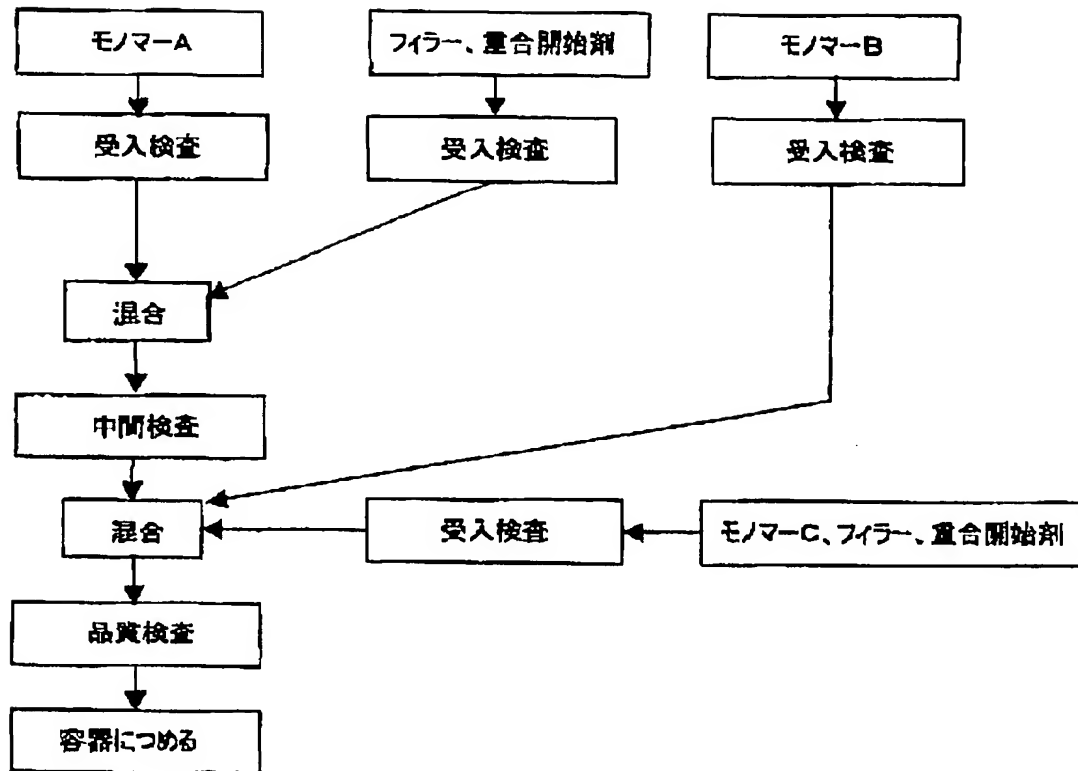 モノマーA
フィラー、重合開始剤
モノマーB
受入検査
受入検査
受入検査
混合
中間検査
混合
受入検査
モノマーC、フィラー、重合開始剤
品質検査
容器につめる